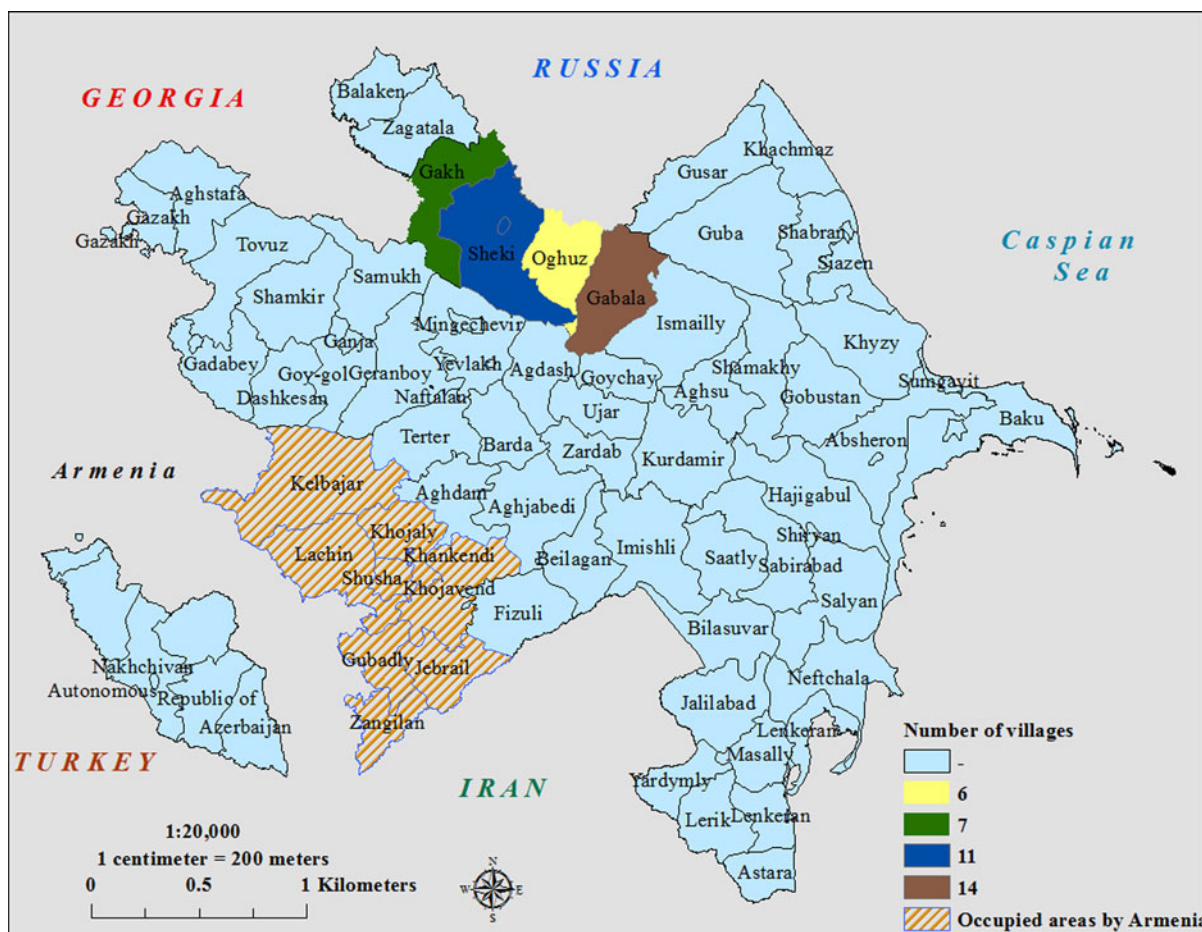 RUSSIA
GEORGIA
Balaken
Zagatala
Khachmaz
Gusar
Gakh
Aghstafa
Gazakh
Gazakh
Tovuz
Guba
Shabran
Siazen
Caspian
Sea
Sheki
Oghuz
Samukh
Shamkir
Gabala
Ismailly
Mingechevir
Khyzy
Ganja
Gadabey
Goy-gol
Geranboy
Yevlakh
Agdash
Goychay
Shamakhy
Sumgayit
Dashkesan
Naftalan
Ujar
Aghsu
Gobustan
Baku
Terter
Barda
Zardab
Kurdamir
Absheron
Armenia
Kelbajar
Aghdam
Aghjabedi
Hajigabul
Khojaly
Shirvan
Lachin
Khankendi
Beilagan
Imishli
Saatly
Sabirabad
Shusha
Khojavend
Fizuli
Salyan
Bilasuvar
Gubadly
Jebrail
Nakhchivan
Autonomous
Republic of
Azerbaijan
Neftchala
Jalilabad
Zangilan
Lenkeran
Number of villages
Masally
TURKEY
-
Yardymly
IRAN
6
Lerik
Lenkeran
7
1:20,000
1 centimeter = 200 meters
11
Astara
0 0.5 1 Kilometers
N
W E
S
14
Occupied areas by Armenia